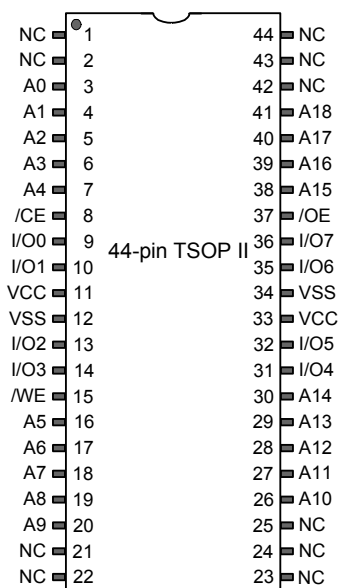 NC 1 44 NC
NC 2 43 NC
A0 3 42 NC
A1 4 41 A18
A2 5 40 A17
A3 6 39 A16
A4 7 38 A15
/CE 8 37 /OE
I/O0 9 36 I/O7
44-pin TSOP II
I/O1 10 35 I/O6
VCC 11 34 VSS
VSS 12 33 VCC
I/O2 13 32 I/O5
I/O3 14 31 I/O4
/WE 15 30 A14
A5 16 29 A13
A6 17 28 A12
A7 18 27 A11
A8 19 26 A10
A9 20 25 NC
NC 21 24 NC
NC 22 23 NC